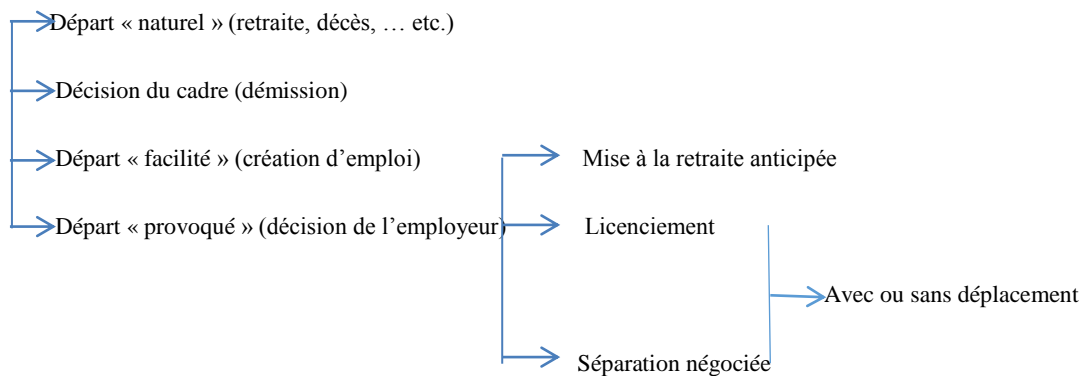 Départ « naturel » (retraite, décès, … etc.)
Décision du cadre (démission)
Départ « facilité » (création d’emploi)
Départ « provoqué » (décision de l’employeur)
Mise à la retraite anticipée
Licenciement
Séparation négociée
Avec ou sans déplacement